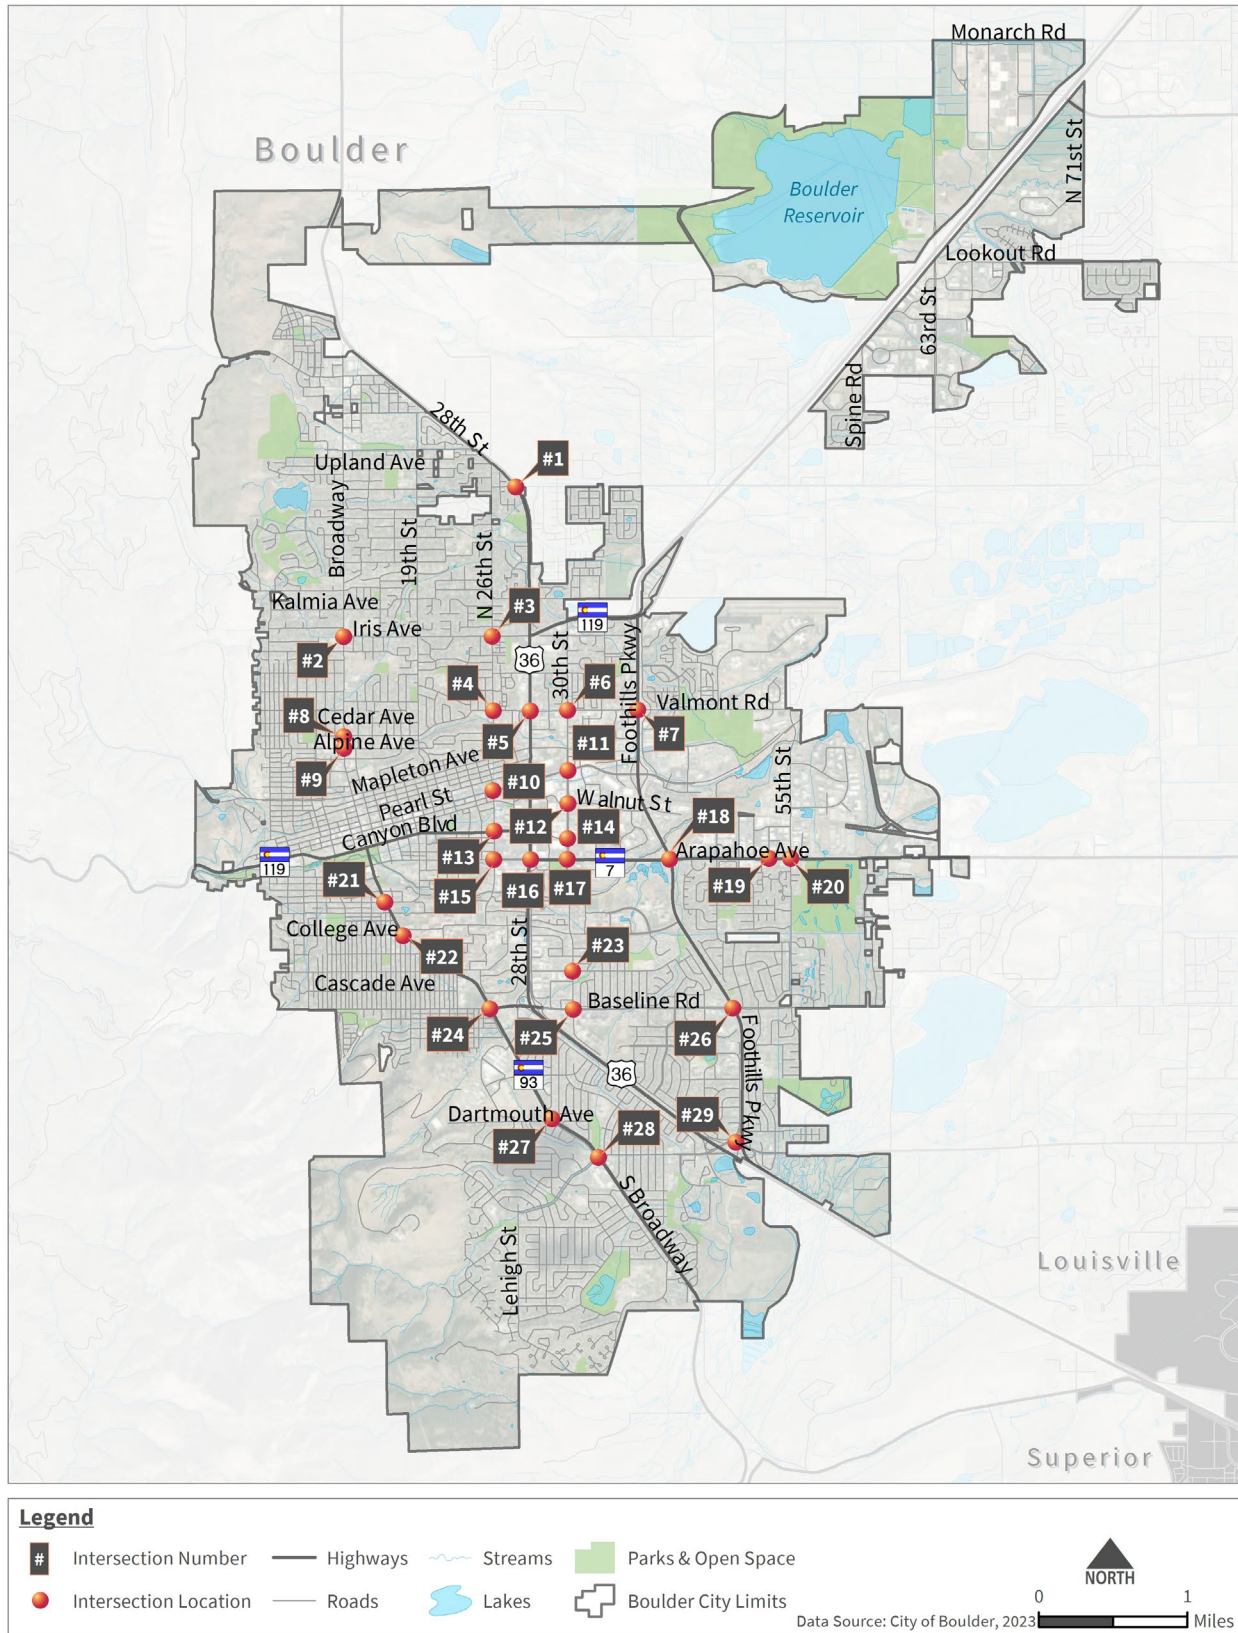 Monarch Rd
Boulder
N 71st St
Boulder
Reservoir
Lookout Rd
63rd St
Spine Rd
28th St
#1
Upland Ave
Broadway
19th St
N 26th St
Kalmia Ave
#3
119
Iris Ave
#2
36
30th St
Foothills Pkwy
#4
#6
Valmont Rd
#8
Cedar Ave
#5
#7
Alpine Ave
#11
#9
Mapleton Ave
55th St
#10
Pearl St
Walnut St
Canyon Blvd
#12
#14
#18
119
#13
7
Arapahoe Ave
#21
#15
#16
#17
#19
#20
College Ave
28th St
#23
#22
Cascade Ave
Baseline Rd
#24
#25
#26
Foothills Pkwy
93
36
Dartmouth Ave
#29
#28
#27
S Broadway
Lehigh St
Louisville
Superior
Legend
# Intersection Number
Highways
Streams
Parks & Open Space
NORTH
Intersection Location
Roads
Lakes
Boulder City Limits
0 1
Data Source: City of Boulder, 2023
Miles